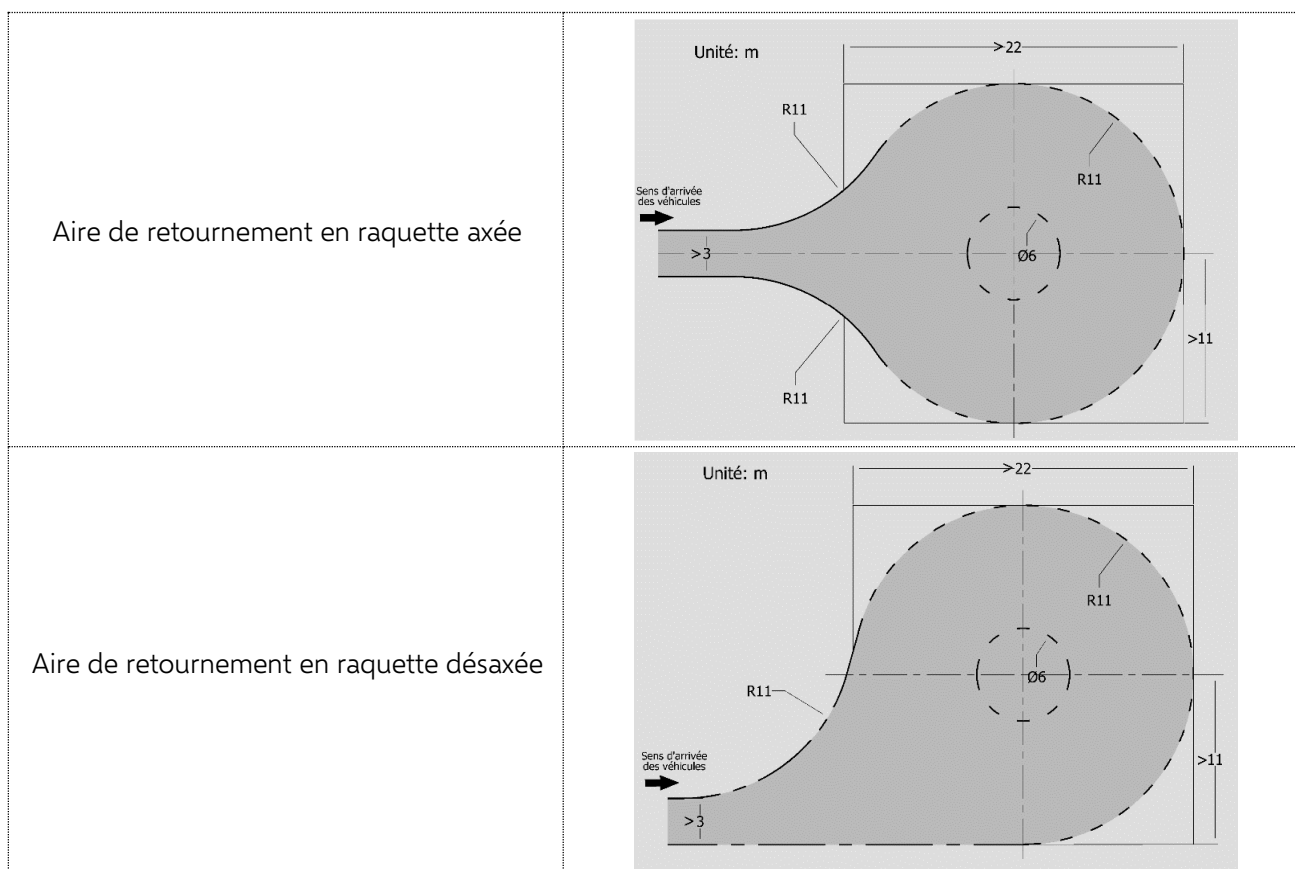 Aire de retournement en raquette axée
Unité: m
>22
R11
R11
Sens d'arrivée
des véhicules
>3
Ø6
>11
R11
Aire de retournement en raquette désaxée
Unité: m
>22
R11
Ø6
R11
Sens d'arrivée
des véhicules
>11
>3